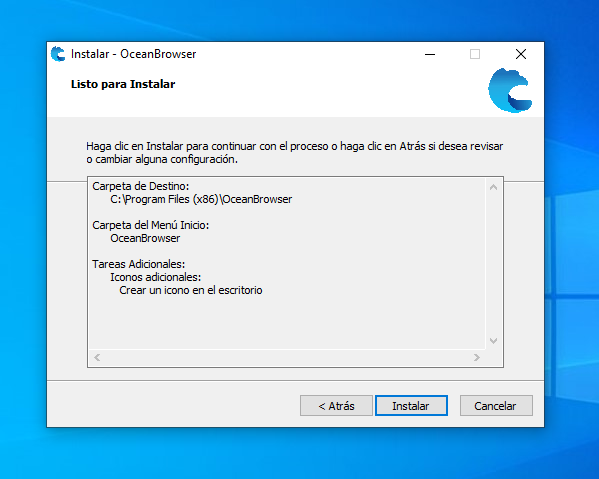 Instalar - OceanBrowser
Listo para Instalar
Haga clic en Instalar para continuar con el proceso o haga clic en Atrás si desea revisar
o cambiar alguna configuración.
Carpeta de Destino:
C:\Program Files (x86)\OceanBrowser
Carpeta del Menú Inicio:
OceanBrowser
Tareas Adicionales:
Iconos adicionales:
Crear un icono en el escritorio
< Atrás
Instalar
Cancelar